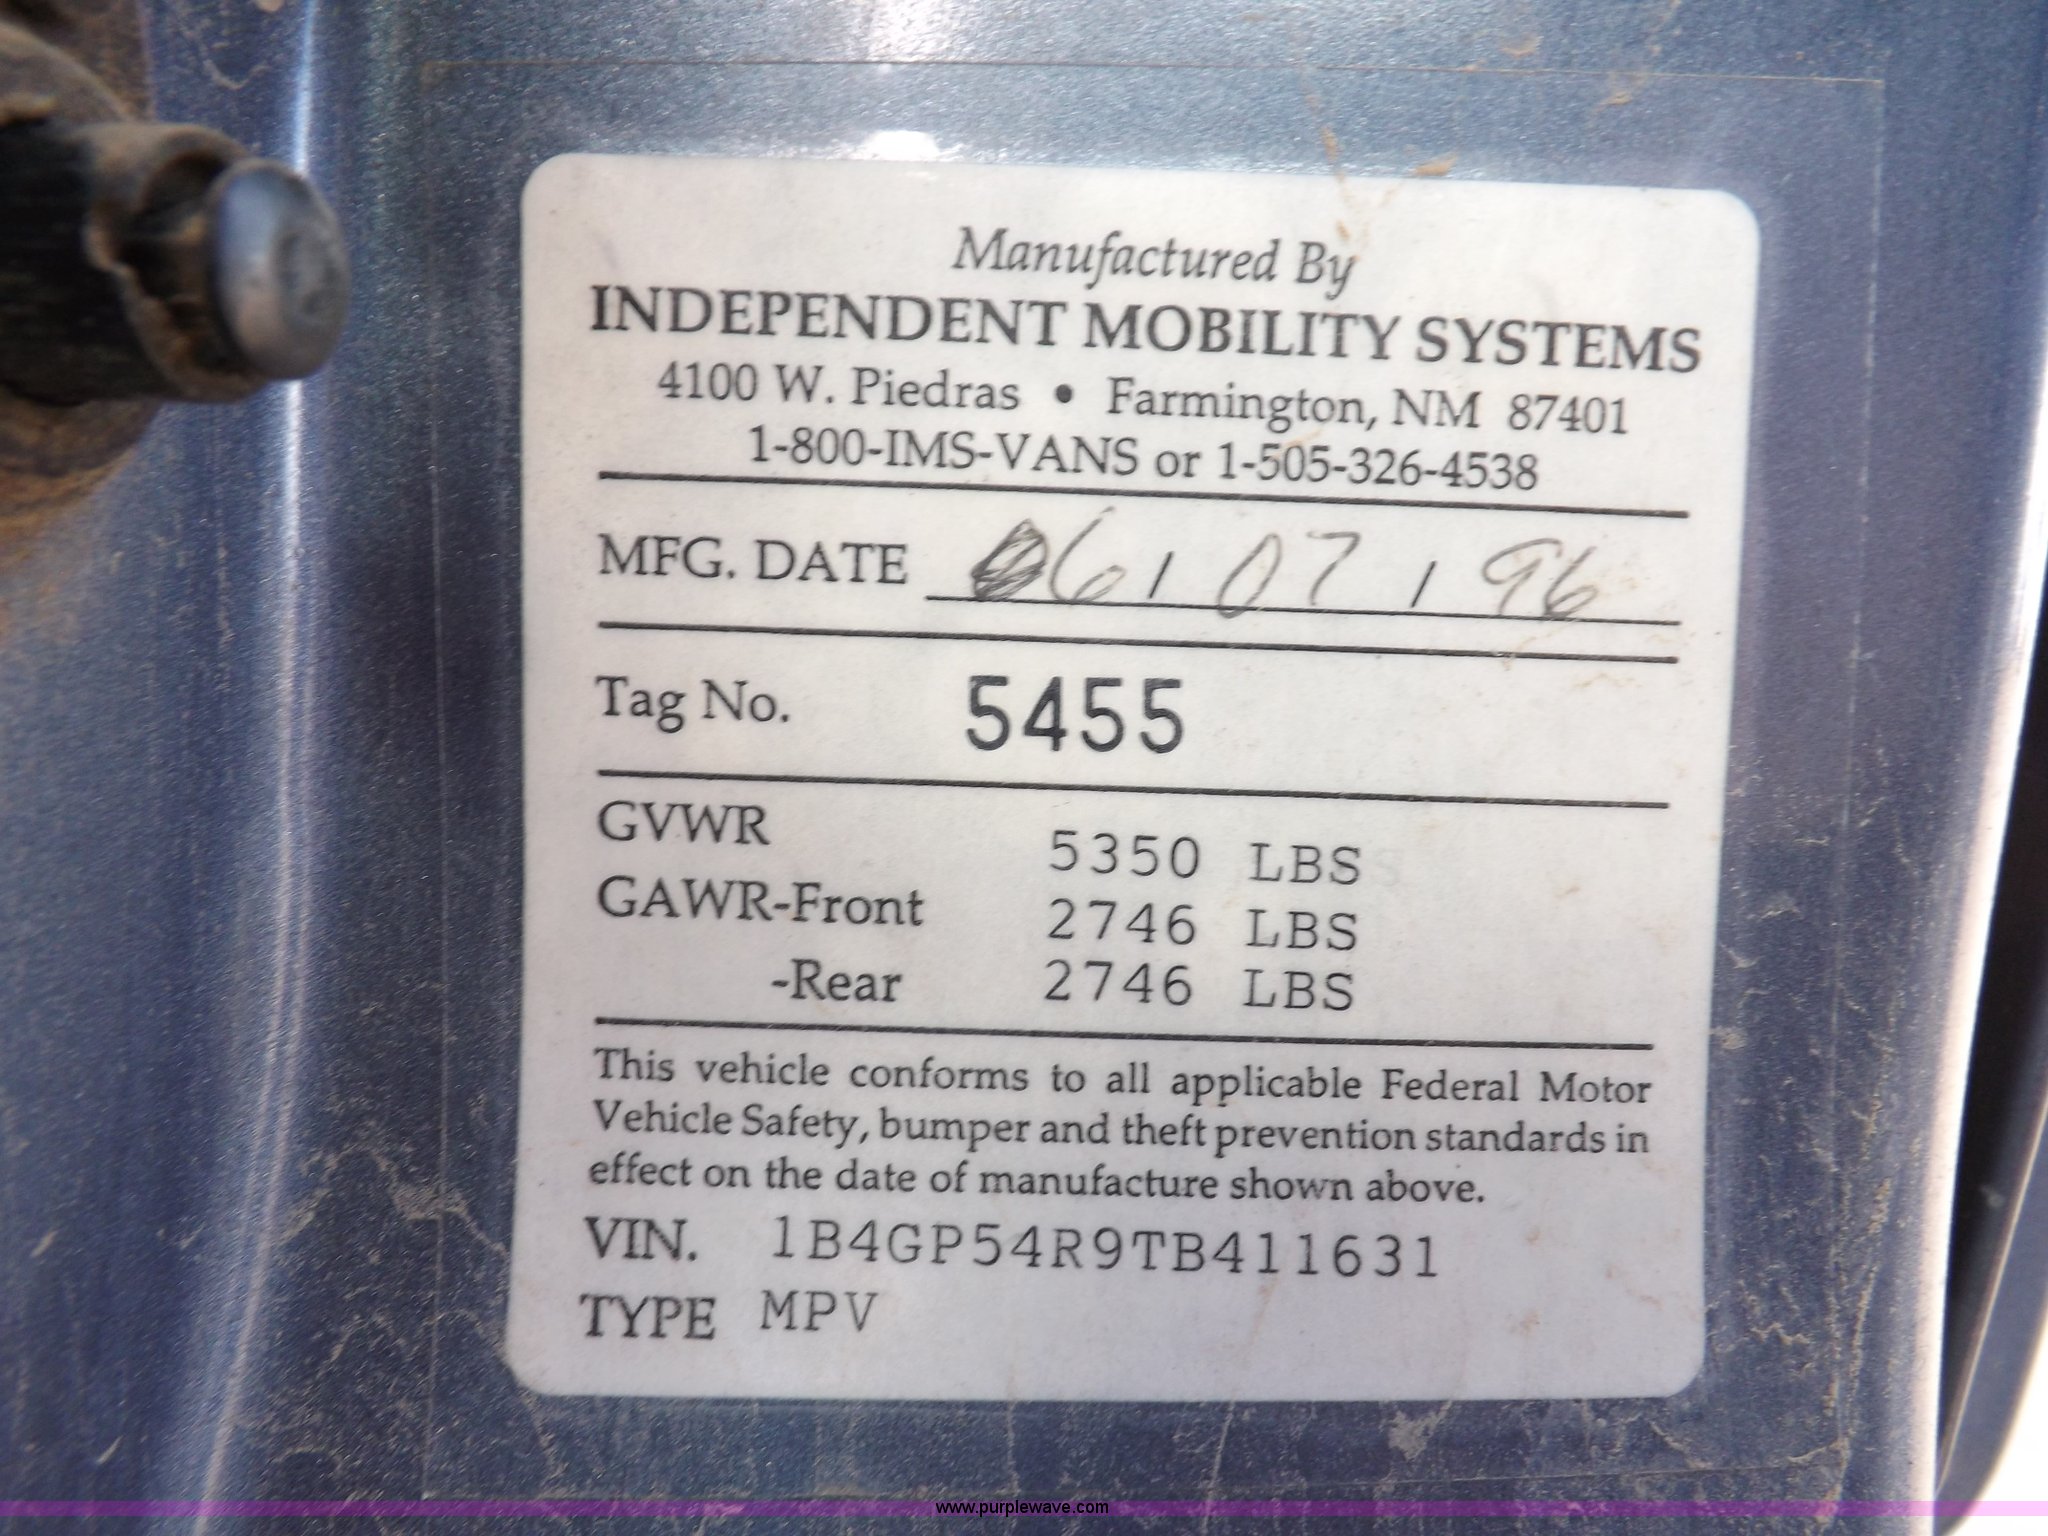 Manufactured By
INDEPENDENT MOBILITY SYSTEMS
4100 W. Piedras • Farmington, NM 87401
1-800-IMS-VANS or 1-505-326-4538
MFG. DATE 06 / 07 / 96
Tag No. 5455
GVWR 5350 LBS
GAWR-Front 2746 LBS
-Rear 2746 LBS
This vehicle conforms to all applicable Federal Motor
Vehicle Safety, bumper and theft prevention standards in
effect on the date of manufacture shown above.
VIN. 1B4GP54R9TB411631
TYPE MPV
www.purplewave.com